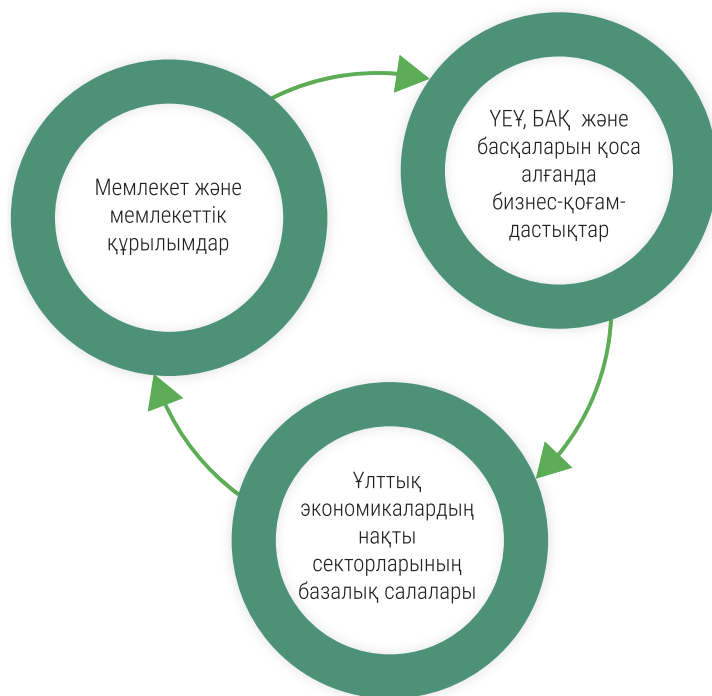 Мемлекет және
мемлекеттік
құрылымдар
ҮЕҰ, БАҚ және
басқаларын қоса
алғанда
бизнес-қоғам-
дастықтар
Ұлттық
экономикалардың
нақты
секторларының
базалық салалары